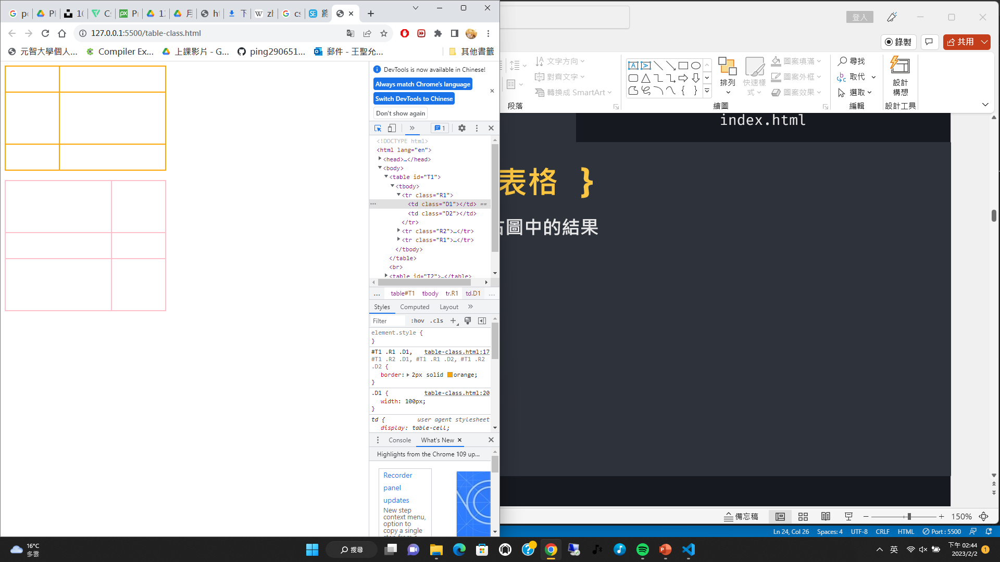 127.0.0.1:5500/table-class.html
元智大學個人...
Compiler Ex...
上課影片 - G...
ping290651...
郵件 - 王聖允...
其他書籤
DevTools is now available in Chinese!
Always match Chrome's language
Switch DevTools to Chinese
Don't show again
1
<!DOCTYPE html>
<html lang="en">
<head>…</head>
<body>
<table id="T1">
<tbody>
<tr class="R1">
<td class="D1"></td> ==
<td class="D2"></td>
</tr>
<tr class="R2">…</tr>
<tr class="R1">…</tr>
</tbody>
</table>
<br>
<table id="T2">…</table>
... table#T1 tbody tr.R1 td.D1 ...
Styles Computed Layout
Filter :hov .cls
element.style {
}
#T1 .R1 .D1, table-class.html:17
#T1 .R2 .D1, #T1 .R1 .D2, #T1 .R2
.D2 {
border: 2px solid orange;
}
.D1 { table-class.html:20
width: 100px;
}
td { user agent stylesheet
display: table-cell;
Console What's New
Highlights from the Chrome 109 up...
Recorder
panel
updates
New step
context menu,
option to
copy a single
登入
錄製
共用
文字方向
對齊文字
轉換成 SmartArt
段落
排列
快速樣
式
圖案填滿
圖案外框
圖案效果
繪圖
尋找
取代
選取
編輯
設計
構想
設計工具
index.html
表格 }
圖中的結果
備忘稿
150%
Ln 24, Col 26
Spaces: 4
UTF-8
CRLF
HTML
Port : 5500
16°C
多雲
搜尋
英
下午 02:44
2023/2/2
1